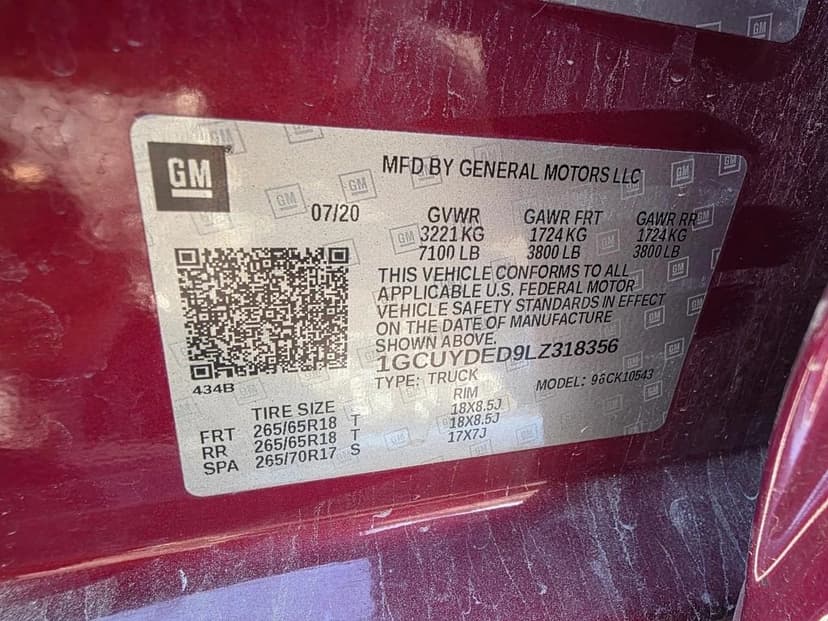 GM
MFD BY GENERAL MOTORS LLC
07/20
GVWR GAWR FRT GAWR RR
3221 KG 1724 KG 1724 KG
7100 LB 3800 LB 3800 LB
THIS VEHICLE CONFORMS TO ALL
APPLICABLE U.S. FEDERAL MOTOR
VEHICLE SAFETY STANDARDS IN EFFECT
ON THE DATE OF MANUFACTURE
SHOWN ABOVE.
1GCUYDED9LZ318356
TYPE: TRUCK MODEL: 96CK10543
434B
TIRE SIZE RIM
FRT 265/65R18 T 18X8.5J
RR 265/65R18 T 18X8.5J
SPA 265/70R17 S 17X7J